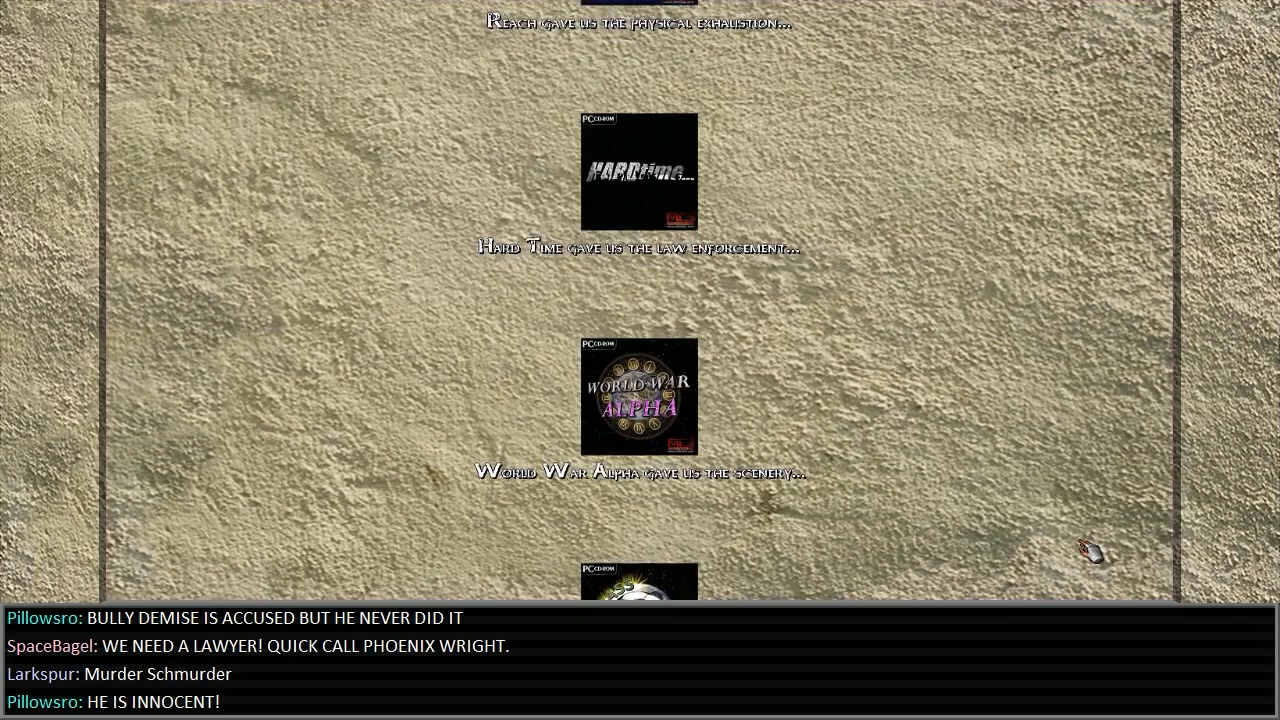 Reach gave us the physical exhaustion...
PC CD-ROM
HARDtime...
Hard Time gave us the law enforcement...
PC CD-ROM
WORLD WAR
ALPHA
World War Alpha gave us the scenery...
PC CD-ROM
Pillowsro: BULLY DEMISE IS ACCUSED BUT HE NEVER DID IT
SpaceBagel: WE NEED A LAWYER! QUICK CALL PHOENIX WRIGHT.
Larkspur: Murder Schmurder
Pillowsro: HE IS INNOCENT!